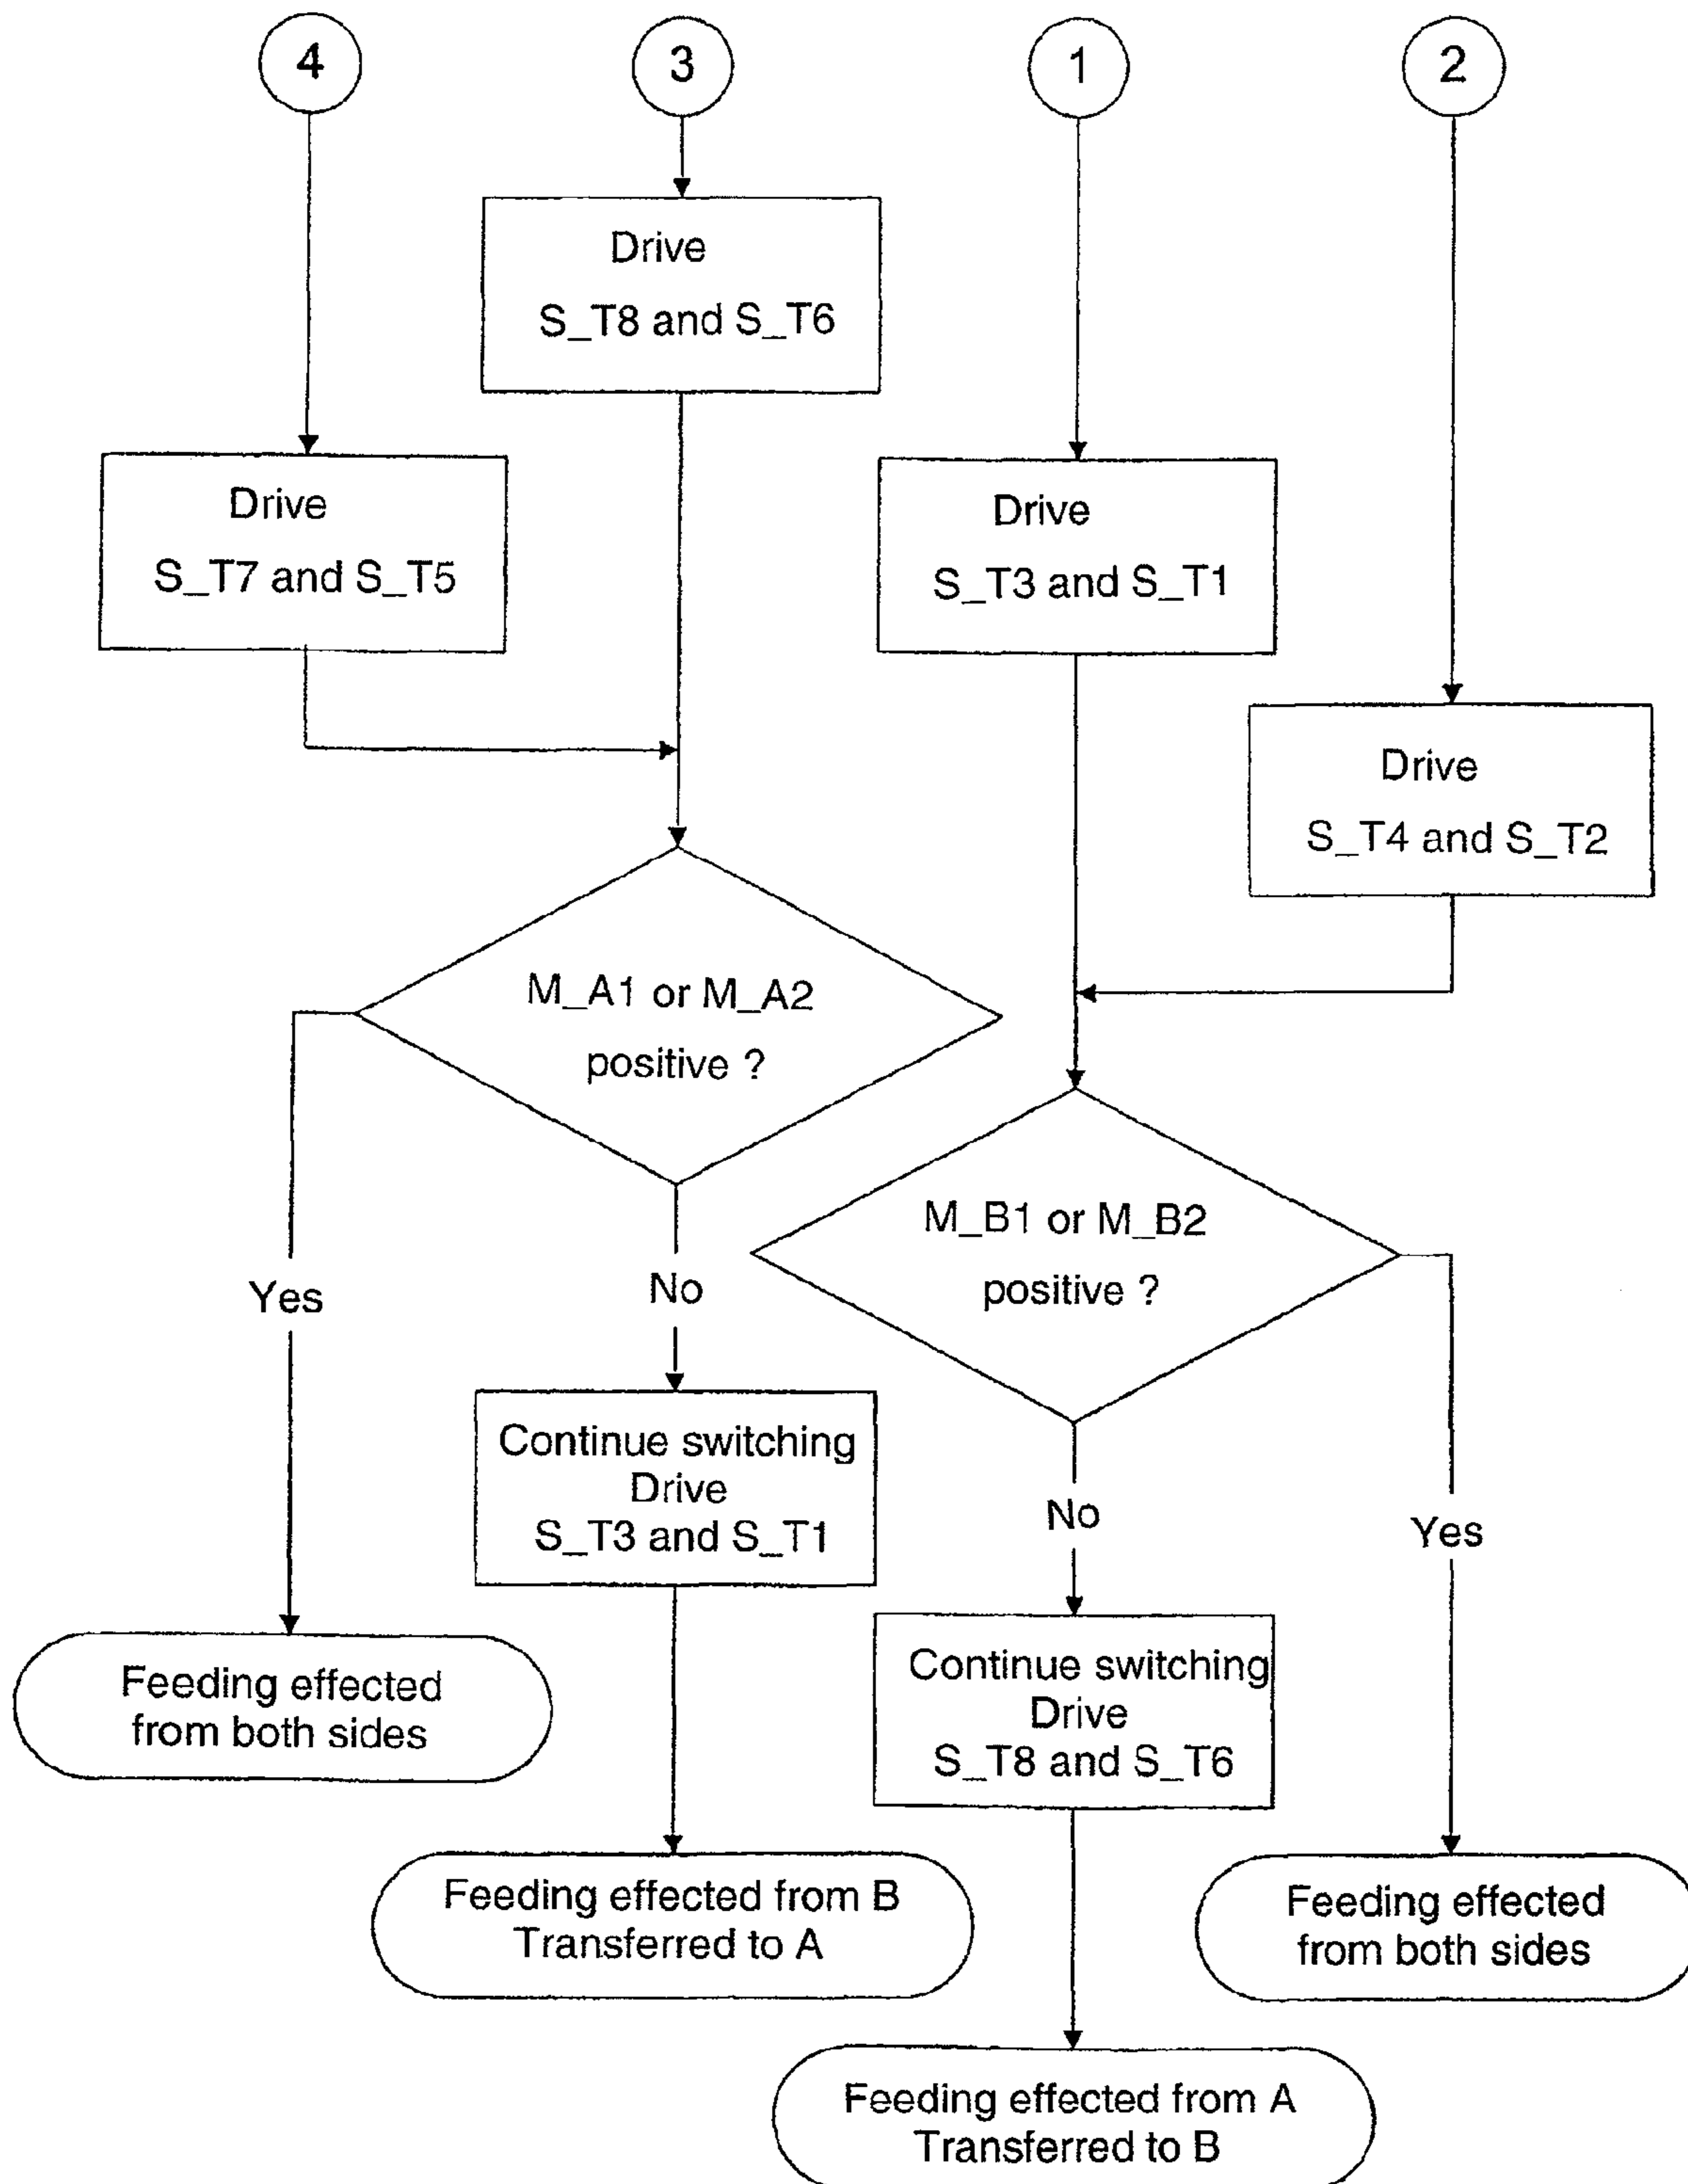 4
3
1
2
Drive
S_T8 and S_T6
Drive
S_T7 and S_T5
Drive
S_T3 and S_T1
Drive
S_T4 and S_T2
M_A1 or M_A2
positive ?
M_B1 or M_B2
positive ?
Yes
No
Continue switching
Drive
S_T3 and S_T1
No
Yes
Continue switching
Drive
S_T8 and S_T6
Feeding effected
from both sides
Feeding effected from B
Transferred to A
Feeding effected
from both sides
Feeding effected from A
Transferred to B